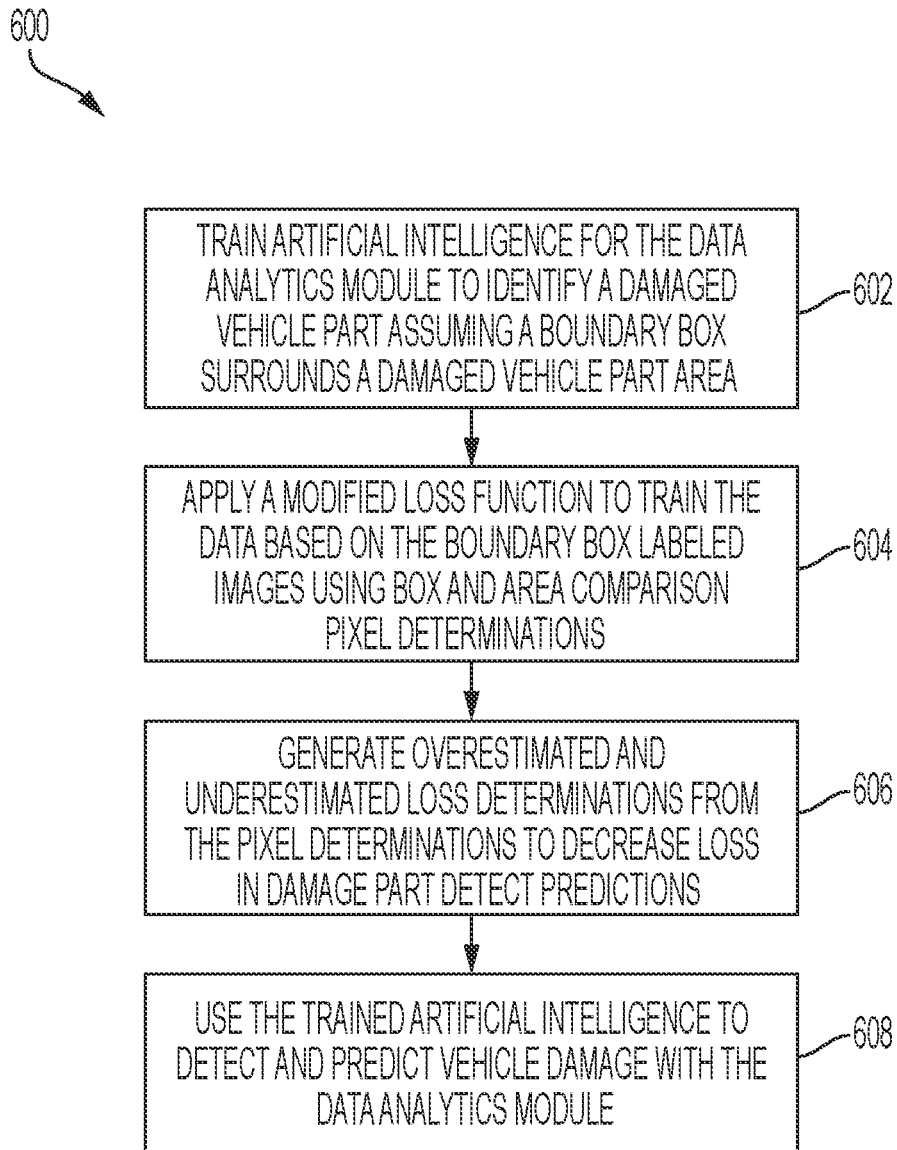 600
TRAIN ARTIFICIAL INTELLIGENCE FOR THE DATA
ANALYTICS MODULE TO IDENTIFY A DAMAGED
VEHICLE PART ASSUMING A BOUNDARY BOX
SURROUNDS A DAMAGED VEHICLE PART AREA
602
APPLY A MODIFIED LOSS FUNCTION TO TRAIN THE
DATA BASED ON THE BOUNDARY BOX LABELED
IMAGES USING BOX AND AREA COMPARISON
PIXEL DETERMINATIONS
604
GENERATE OVERESTIMATED AND
UNDERESTIMATED LOSS DETERMINATIONS FROM
THE PIXEL DETERMINATIONS TO DECREASE LOSS
IN DAMAGE PART DETECT PREDICTIONS
606
USE THE TRAINED ARTIFICIAL INTELLIGENCE TO
DETECT AND PREDICT VEHICLE DAMAGE WITH THE
DATA ANALYTICS MODULE
608